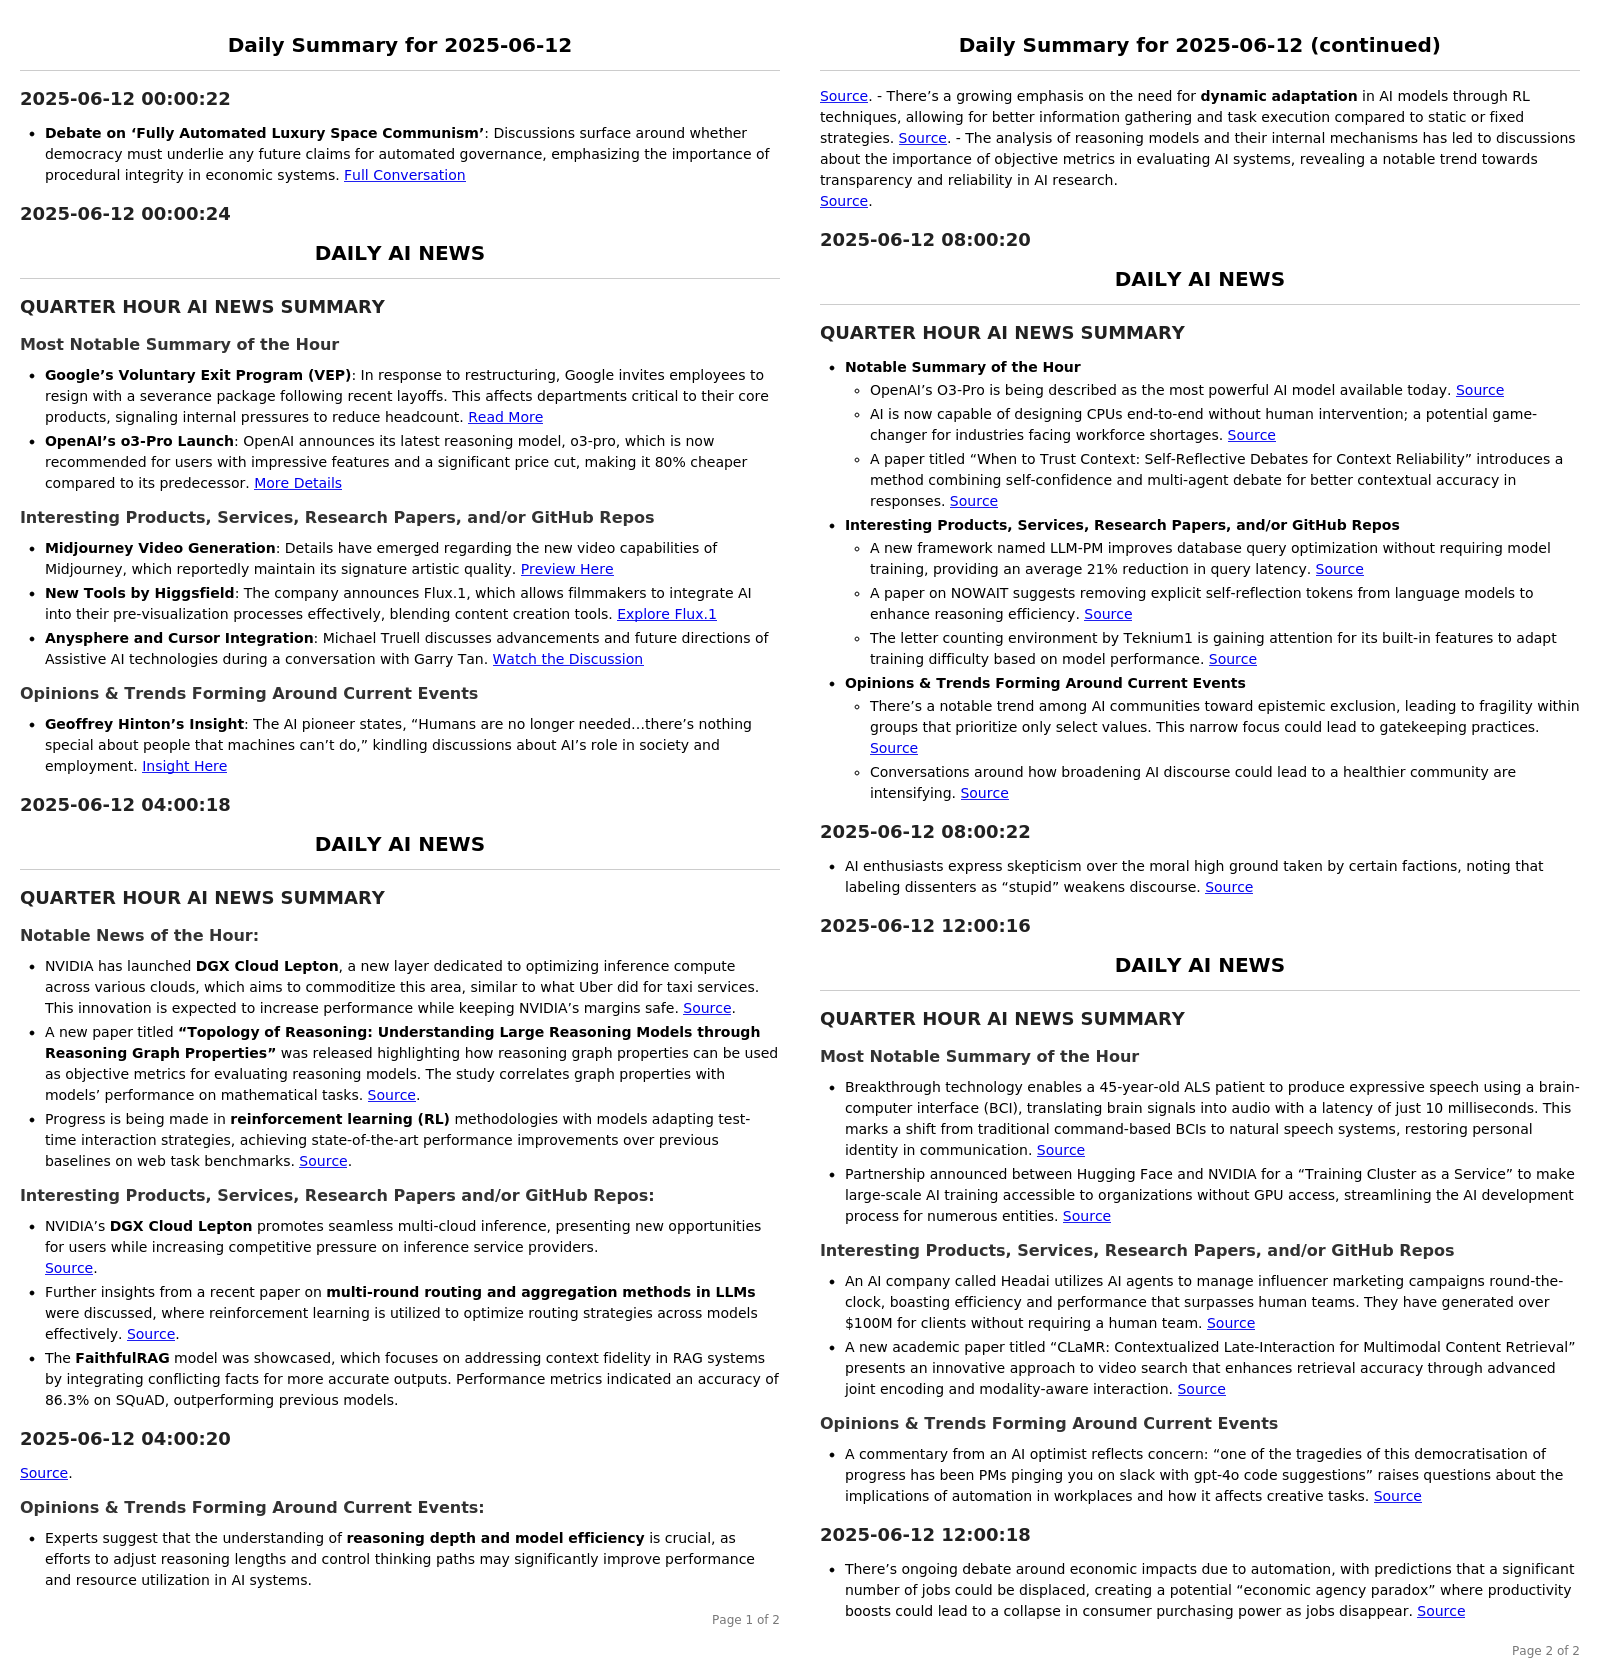 Daily Summary for 2025-06-12
2025-06-12 00:00:22
• Debate on ‘Fully Automated Luxury Space Communism’: Discussions surface around whether
democracy must underlie any future claims for automated governance, emphasizing the importance of
procedural integrity in economic systems. Full Conversation
2025-06-12 00:00:24
DAILY AI NEWS
QUARTER HOUR AI NEWS SUMMARY
Most Notable Summary of the Hour
• Google’s Voluntary Exit Program (VEP): In response to restructuring, Google invites employees to
resign with a severance package following recent layoffs. This affects departments critical to their core
products, signaling internal pressures to reduce headcount. Read More
• OpenAI’s o3-Pro Launch: OpenAI announces its latest reasoning model, o3-pro, which is now
recommended for users with impressive features and a significant price cut, making it 80% cheaper
compared to its predecessor. More Details
Interesting Products, Services, Research Papers, and/or GitHub Repos
• Midjourney Video Generation: Details have emerged regarding the new video capabilities of
Midjourney, which reportedly maintain its signature artistic quality. Preview Here
• New Tools by Higgsfield: The company announces Flux.1, which allows filmmakers to integrate AI
into their pre-visualization processes effectively, blending content creation tools. Explore Flux.1
• Anysphere and Cursor Integration: Michael Truell discusses advancements and future directions of
Assistive AI technologies during a conversation with Garry Tan. Watch the Discussion
Opinions & Trends Forming Around Current Events
• Geoffrey Hinton’s Insight: The AI pioneer states, “Humans are no longer needed…there’s nothing
special about people that machines can’t do,” kindling discussions about AI’s role in society and
employment. Insight Here
2025-06-12 04:00:18
DAILY AI NEWS
QUARTER HOUR AI NEWS SUMMARY
Notable News of the Hour:
• NVIDIA has launched DGX Cloud Lepton, a new layer dedicated to optimizing inference compute
across various clouds, which aims to commoditize this area, similar to what Uber did for taxi services.
This innovation is expected to increase performance while keeping NVIDIA’s margins safe. Source.
• A new paper titled “Topology of Reasoning: Understanding Large Reasoning Models through
Reasoning Graph Properties” was released highlighting how reasoning graph properties can be used
as objective metrics for evaluating reasoning models. The study correlates graph properties with
models’ performance on mathematical tasks. Source.
• Progress is being made in reinforcement learning (RL) methodologies with models adapting test-
time interaction strategies, achieving state-of-the-art performance improvements over previous
baselines on web task benchmarks. Source.
Interesting Products, Services, Research Papers and/or GitHub Repos:
• NVIDIA’s DGX Cloud Lepton promotes seamless multi-cloud inference, presenting new opportunities
for users while increasing competitive pressure on inference service providers.
Source.
• Further insights from a recent paper on multi-round routing and aggregation methods in LLMs
were discussed, where reinforcement learning is utilized to optimize routing strategies across models
effectively. Source.
• The FaithfulRAG model was showcased, which focuses on addressing context fidelity in RAG systems
by integrating conflicting facts for more accurate outputs. Performance metrics indicated an accuracy of
86.3% on SQuAD, outperforming previous models.
2025-06-12 04:00:20
Source.
Opinions & Trends Forming Around Current Events:
• Experts suggest that the understanding of reasoning depth and model efficiency is crucial, as
efforts to adjust reasoning lengths and control thinking paths may significantly improve performance
and resource utilization in AI systems.
Page 1 of 2
Daily Summary for 2025-06-12 (continued)
Source. - There’s a growing emphasis on the need for dynamic adaptation in AI models through RL
techniques, allowing for better information gathering and task execution compared to static or fixed
strategies. Source. - The analysis of reasoning models and their internal mechanisms has led to discussions
about the importance of objective metrics in evaluating AI systems, revealing a notable trend towards
transparency and reliability in AI research.
Source.
2025-06-12 08:00:20
DAILY AI NEWS
QUARTER HOUR AI NEWS SUMMARY
• Notable Summary of the Hour
◦ OpenAI’s O3-Pro is being described as the most powerful AI model available today. Source
◦ AI is now capable of designing CPUs end-to-end without human intervention; a potential game-
changer for industries facing workforce shortages. Source
◦ A paper titled “When to Trust Context: Self-Reflective Debates for Context Reliability” introduces a
method combining self-confidence and multi-agent debate for better contextual accuracy in
responses. Source
• Interesting Products, Services, Research Papers, and/or GitHub Repos
◦ A new framework named LLM-PM improves database query optimization without requiring model
training, providing an average 21% reduction in query latency. Source
◦ A paper on NOWAIT suggests removing explicit self-reflection tokens from language models to
enhance reasoning efficiency. Source
◦ The letter counting environment by Teknium1 is gaining attention for its built-in features to adapt
training difficulty based on model performance. Source
• Opinions & Trends Forming Around Current Events
◦ There’s a notable trend among AI communities toward epistemic exclusion, leading to fragility within
groups that prioritize only select values. This narrow focus could lead to gatekeeping practices.
Source
◦ Conversations around how broadening AI discourse could lead to a healthier community are
intensifying. Source
2025-06-12 08:00:22
• AI enthusiasts express skepticism over the moral high ground taken by certain factions, noting that
labeling dissenters as “stupid” weakens discourse. Source
2025-06-12 12:00:16
DAILY AI NEWS
QUARTER HOUR AI NEWS SUMMARY
Most Notable Summary of the Hour
• Breakthrough technology enables a 45-year-old ALS patient to produce expressive speech using a brain-
computer interface (BCI), translating brain signals into audio with a latency of just 10 milliseconds. This
marks a shift from traditional command-based BCIs to natural speech systems, restoring personal
identity in communication. Source
• Partnership announced between Hugging Face and NVIDIA for a “Training Cluster as a Service” to make
large-scale AI training accessible to organizations without GPU access, streamlining the AI development
process for numerous entities. Source
Interesting Products, Services, Research Papers, and/or GitHub Repos
• An AI company called Headai utilizes AI agents to manage influencer marketing campaigns round-the-
clock, boasting efficiency and performance that surpasses human teams. They have generated over
$100M for clients without requiring a human team. Source
• A new academic paper titled “CLaMR: Contextualized Late-Interaction for Multimodal Content Retrieval”
presents an innovative approach to video search that enhances retrieval accuracy through advanced
joint encoding and modality-aware interaction. Source
Opinions & Trends Forming Around Current Events
• A commentary from an AI optimist reflects concern: “one of the tragedies of this democratisation of
progress has been PMs pinging you on slack with gpt-4o code suggestions” raises questions about the
implications of automation in workplaces and how it affects creative tasks. Source
2025-06-12 12:00:18
• There’s ongoing debate around economic impacts due to automation, with predictions that a significant
number of jobs could be displaced, creating a potential “economic agency paradox” where productivity
boosts could lead to a collapse in consumer purchasing power as jobs disappear. Source
Page 2 of 2